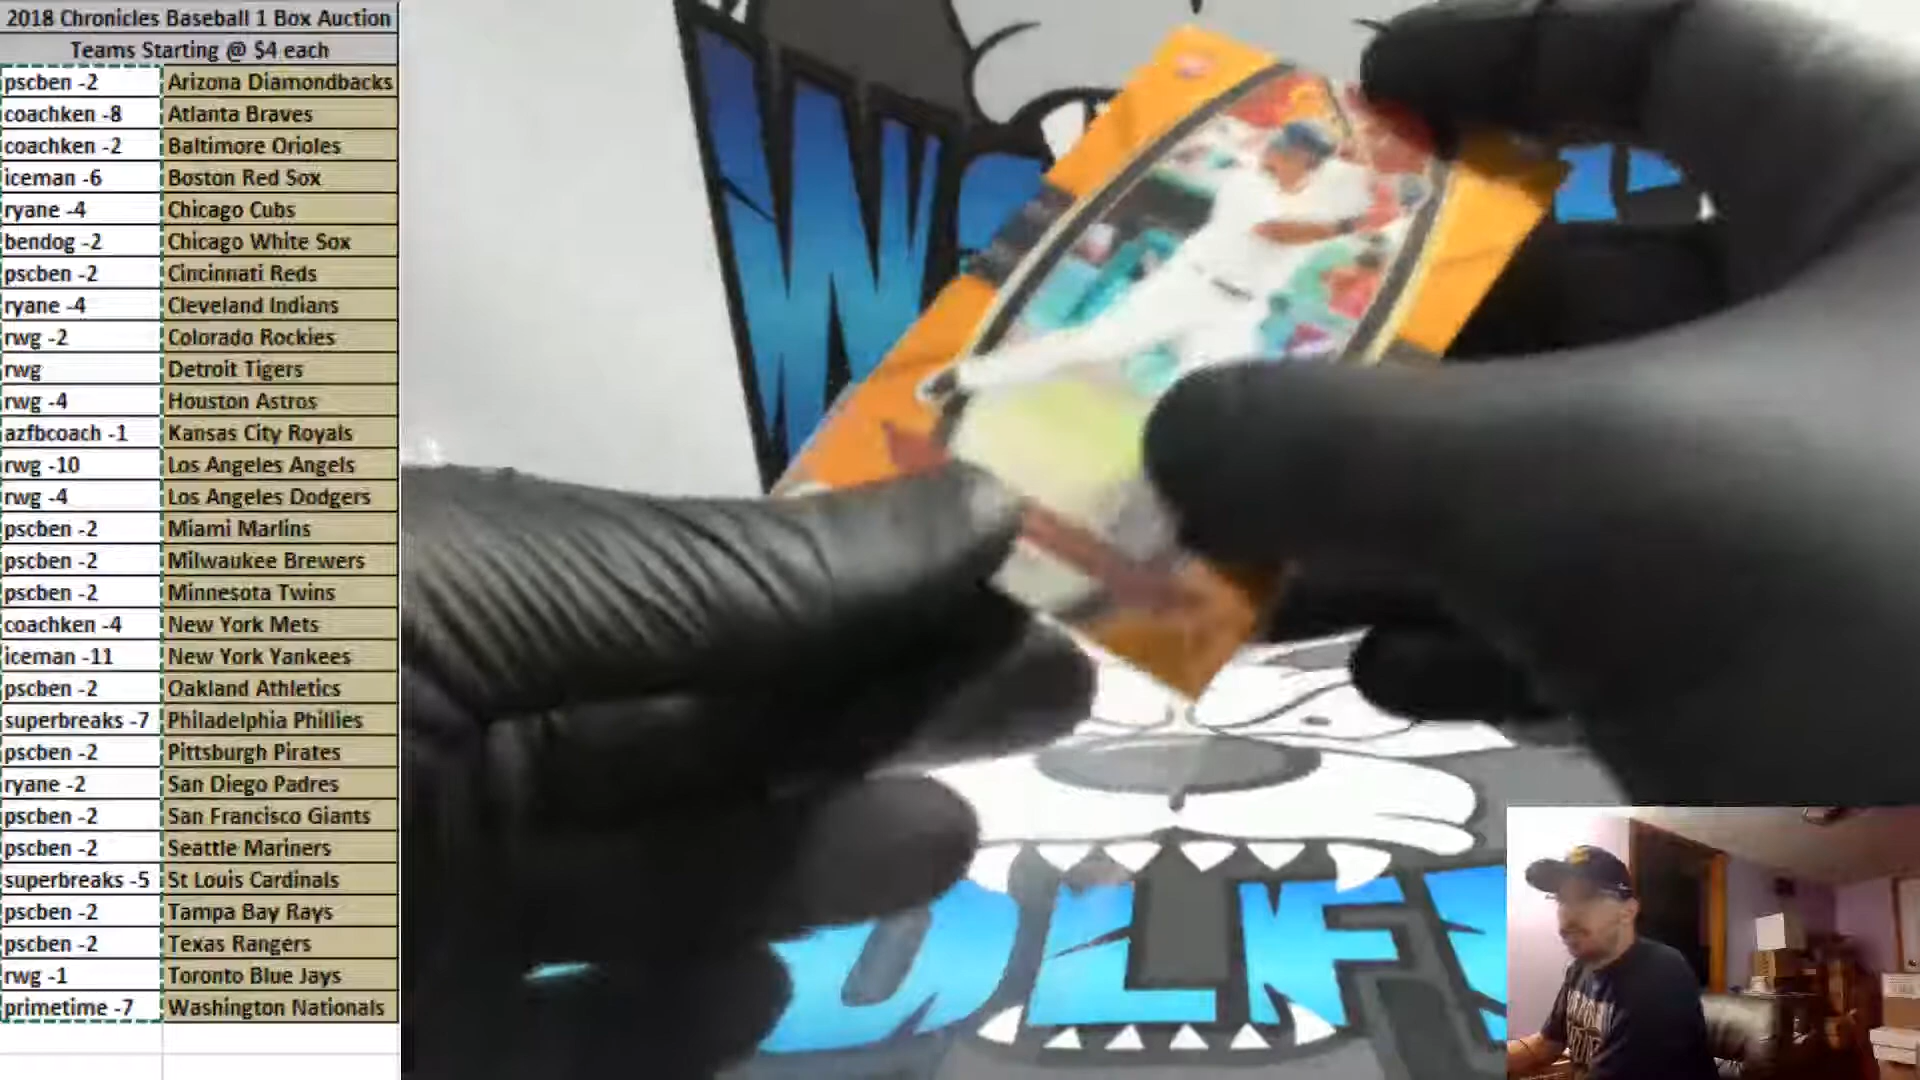 2018 Chronicles Baseball 1 Box Auction
Teams Starting @ $4 each
pscben -2 Arizona Diamondbacks
coachken -8 Atlanta Braves
coachken -2 Baltimore Orioles
iceman -6 Boston Red Sox
ryane -4 Chicago Cubs
bendog -2 Chicago White Sox
pscben -2 Cincinnati Reds
ryane -4 Cleveland Indians
rwg -2 Colorado Rockies
rwg Detroit Tigers
rwg -4 Houston Astros
azfbcoach -1 Kansas City Royals
rwg -10 Los Angeles Angels
rwg -4 Los Angeles Dodgers
pscben -2 Miami Marlins
pscben -2 Milwaukee Brewers
pscben -2 Minnesota Twins
coachken -4 New York Mets
iceman -11 New York Yankees
pscben -2 Oakland Athletics
superbreaks -7 Philadelphia Phillies
pscben -2 Pittsburgh Pirates
ryane -2 San Diego Padres
pscben -2 San Francisco Giants
pscben -2 Seattle Mariners
superbreaks -5 St Louis Cardinals
pscben -2 Tampa Bay Rays
pscben -2 Texas Rangers
rwg -1 Toronto Blue Jays
primetime -7 Washington Nationals